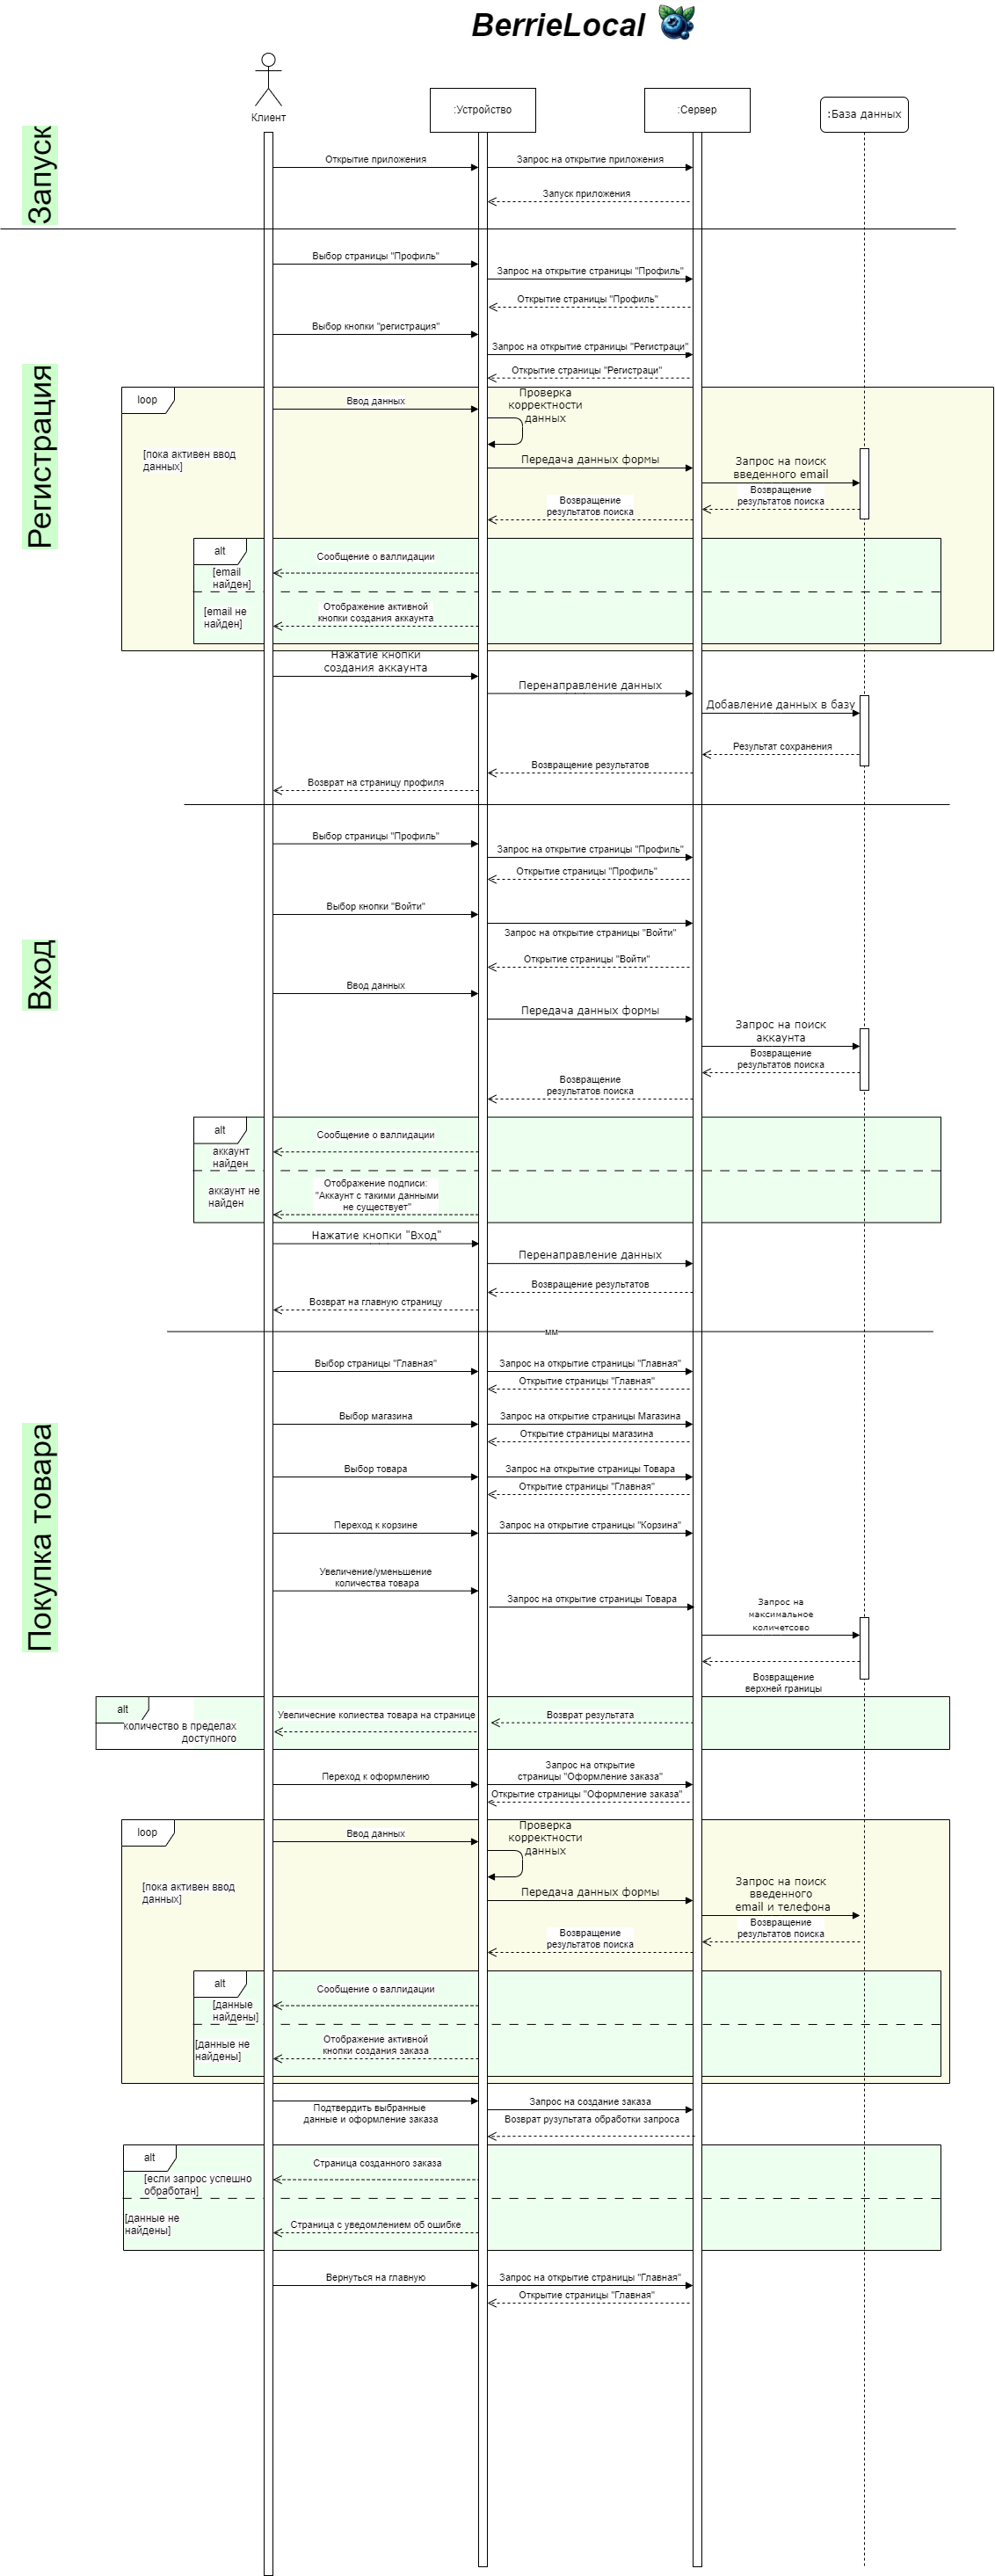 BerrieLocal
Клиент
:Устройство
:Сервер
:База данных
Запуск
Открытие приложения
Запрос на открытие приложения
Запуск приложения
Регистрация
Выбор страницы "Профиль"
Запрос на открытие страницы "Профиль"
Открытие страницы "Профиль"
Выбор кнопки "регистрация"
Запрос на открытие страницы "Регистраци"
Открытие страницы "Регистраци"
loop
[пока активен ввод
данных]
Ввод данных
Проверка
корректности
данных
Передача данных формы
Запрос на поиск
введенного email
Возвращение
результатов поиска
Возвращение
результатов поиска
alt
[email
найден]
Сообщение о валлидации
[email не
найден]
Отображение активной
кнопки создания аккаунта
Нажатие кнопки
создания аккаунта
Перенаправление данных
Добавление данных в базу
Результат сохранения
Возвращение результатов
Возврат на страницу профиля
Вход
Выбор страницы "Профиль"
Запрос на открытие страницы "Профиль"
Открытие страницы "Профиль"
Выбор кнопки "Войти"
Запрос на открытие страницы "Войти"
Открытие страницы "Войти"
Ввод данных
Передача данных формы
Запрос на поиск
аккаунта
Возвращение
результатов поиска
Возвращение
результатов поиска
alt
аккаунт
найден
Сообщение о валлидации
аккаунт не
найден
Отображение подписи:
"Аккаунт с такими данными
не существует"
Нажатие кнопки "Вход"
Перенаправление данных
Возвращение результатов
Возврат на главную страницу
мм
Покупка товара
Выбор страницы "Главная"
Запрос на открытие страницы "Главная"
Открытие страницы "Главная"
Выбор магазина
Запрос на открытие страницы Магазина
Открытие страницы магазина
Выбор товара
Запрос на открытие страницы Товара
Открытие страницы "Главная"
Переход к корзине
Запрос на открытие страницы "Корзина"
Увеличение/уменьшение
количества товара
Запрос на открытие страницы Товара
Запрос на
максимальное
количетсово
Возвращение
верхней границы
alt
количество в пределах
доступного
Увеличесние колиества товара на странице
Возврат результата
Переход к оформлению
Запрос на открытие
страницы "Оформление заказа"
Открытие страницы "Оформление заказа"
loop
[пока активен ввод
данных]
Ввод данных
Проверка
корректности
данных
Передача данных формы
Запрос на поиск
введенного
email и телефона
Возвращение
результатов поиска
Возвращение
результатов поиска
alt
[данные
найдены]
Сообщение о валлидации
[данные не
найдены]
Отображение активной
кнопки создания заказа
Подтвердить выбранные
данные и оформление заказа
Запрос на создание заказа
Возврат рузультата обработки запроса
alt
[если запрос успешно
обработан]
Страница созданного заказа
[данные не
найдены]
Страница с уведомлением об ошибке
Вернуться на главную
Запрос на открытие страницы "Главная"
Открытие страницы "Главная"